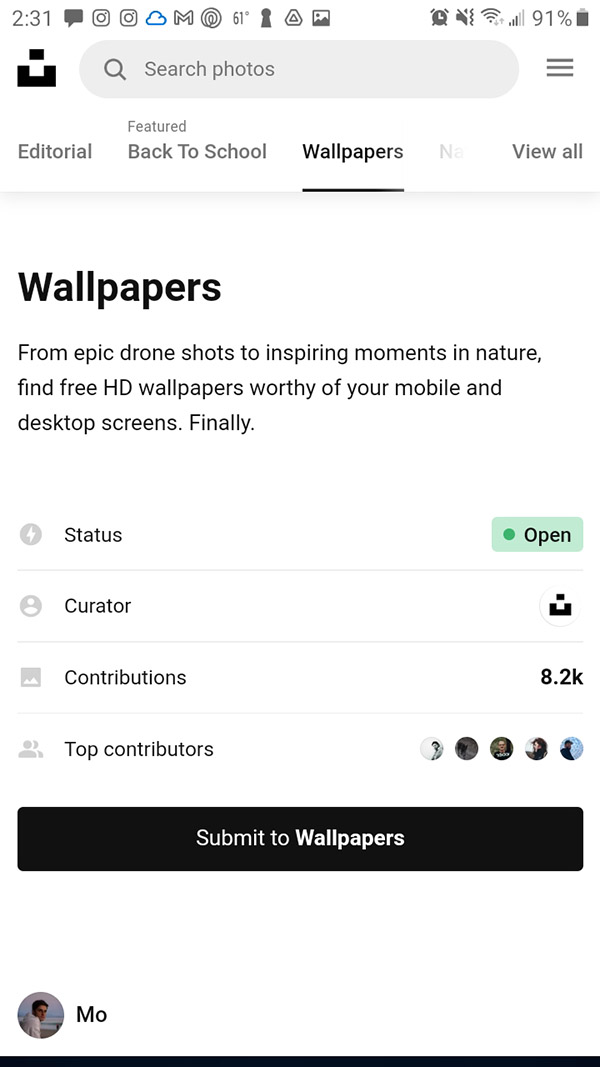 2:31 61° 91%
Search photos
Featured
Editorial Back To School Wallpapers Na View all
Wallpapers
From epic drone shots to inspiring moments in nature,
find free HD wallpapers worthy of your mobile and
desktop screens. Finally.
Status Open
Curator
Contributions 8.2k
Top contributors
Submit to Wallpapers
Mo